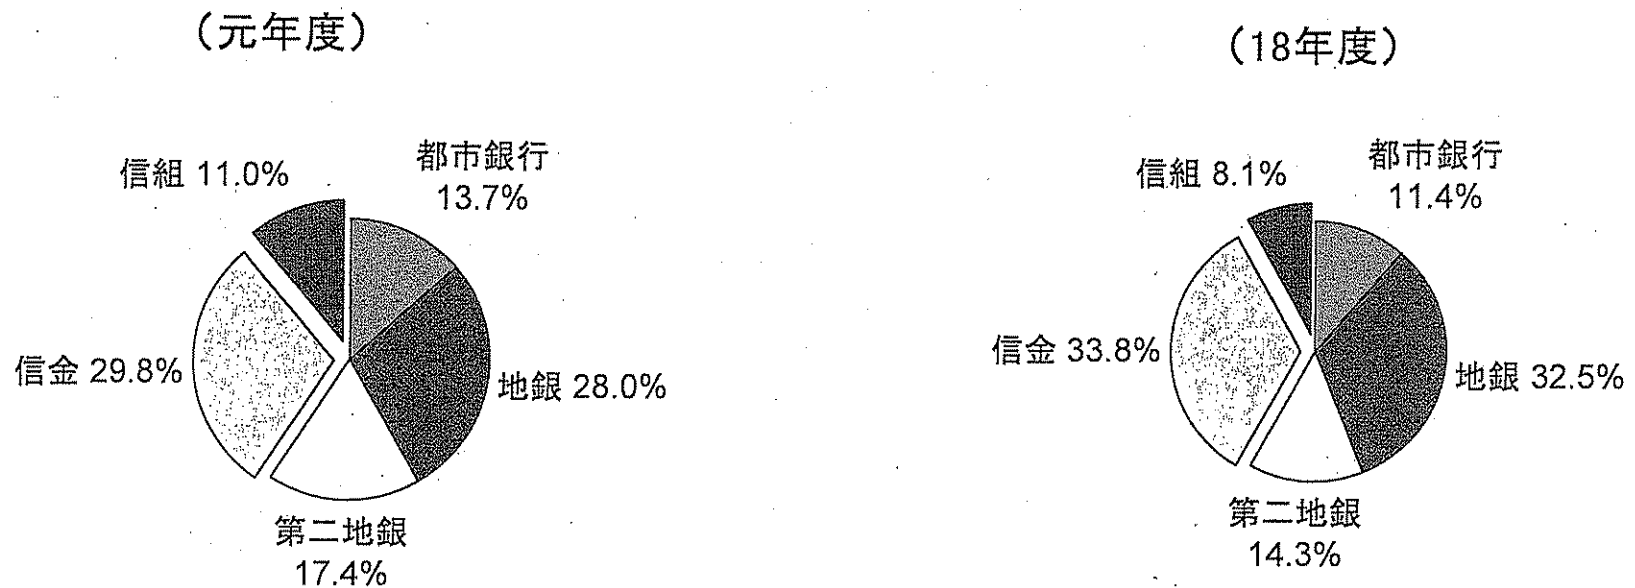 （元年度）
都市銀行
13.7%
地銀 28.0%
第二地銀
17.4%
信金 29.8%
信組 11.0%
（18年度）
都市銀行
11.4%
地銀 32.5%
第二地銀
14.3%
信金 33.8%
信組 8.1%